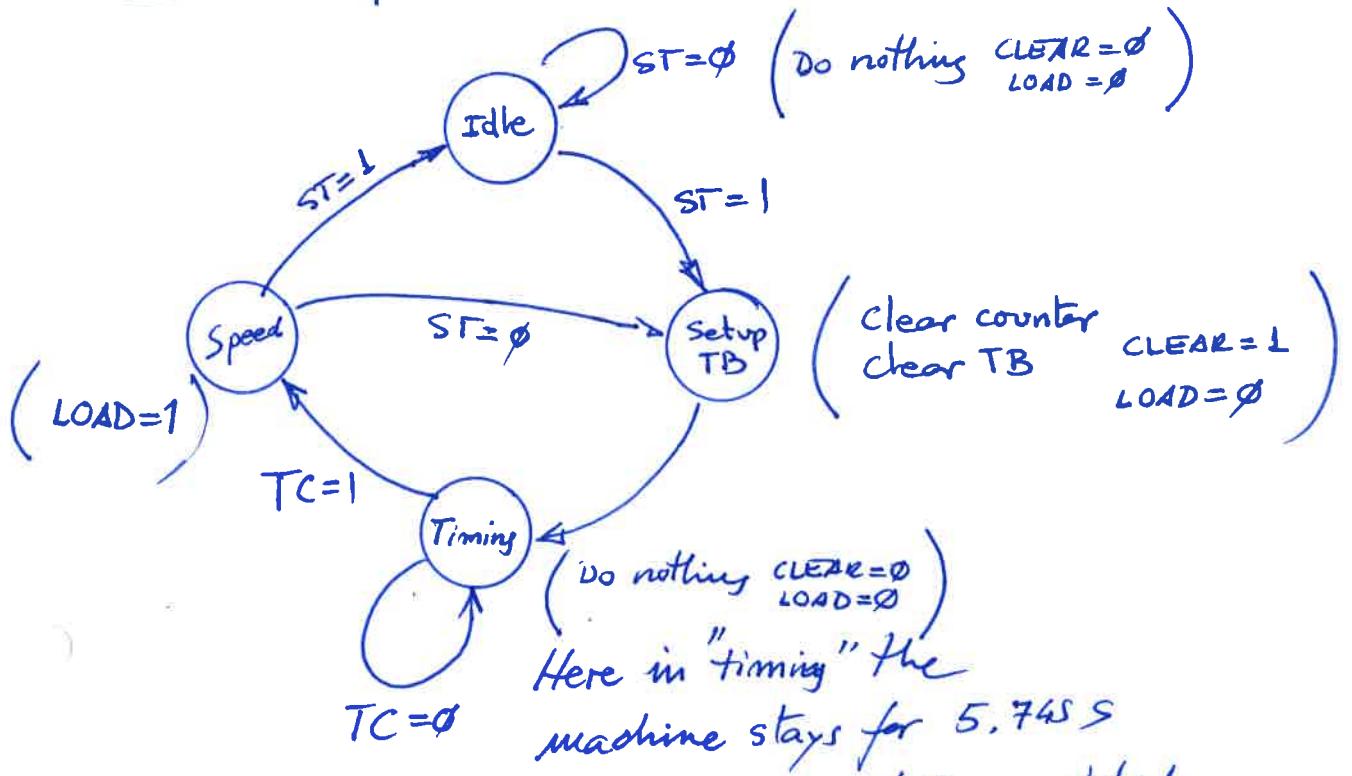 ST=Ø
(Do nothing CLEAR=Ø
LOAD=Ø)
Idle
ST=1
ST=1
Speed
ST=Ø
Setup
TB
(Clear counter
clear TB CLEAR=1
LOAD=Ø)
(LOAD=1)
TC=1
Timing
(Do nothing CLEAR=Ø
LOAD=Ø)
Here in "timing" the
TC=Ø
machine stays for 5.745 S